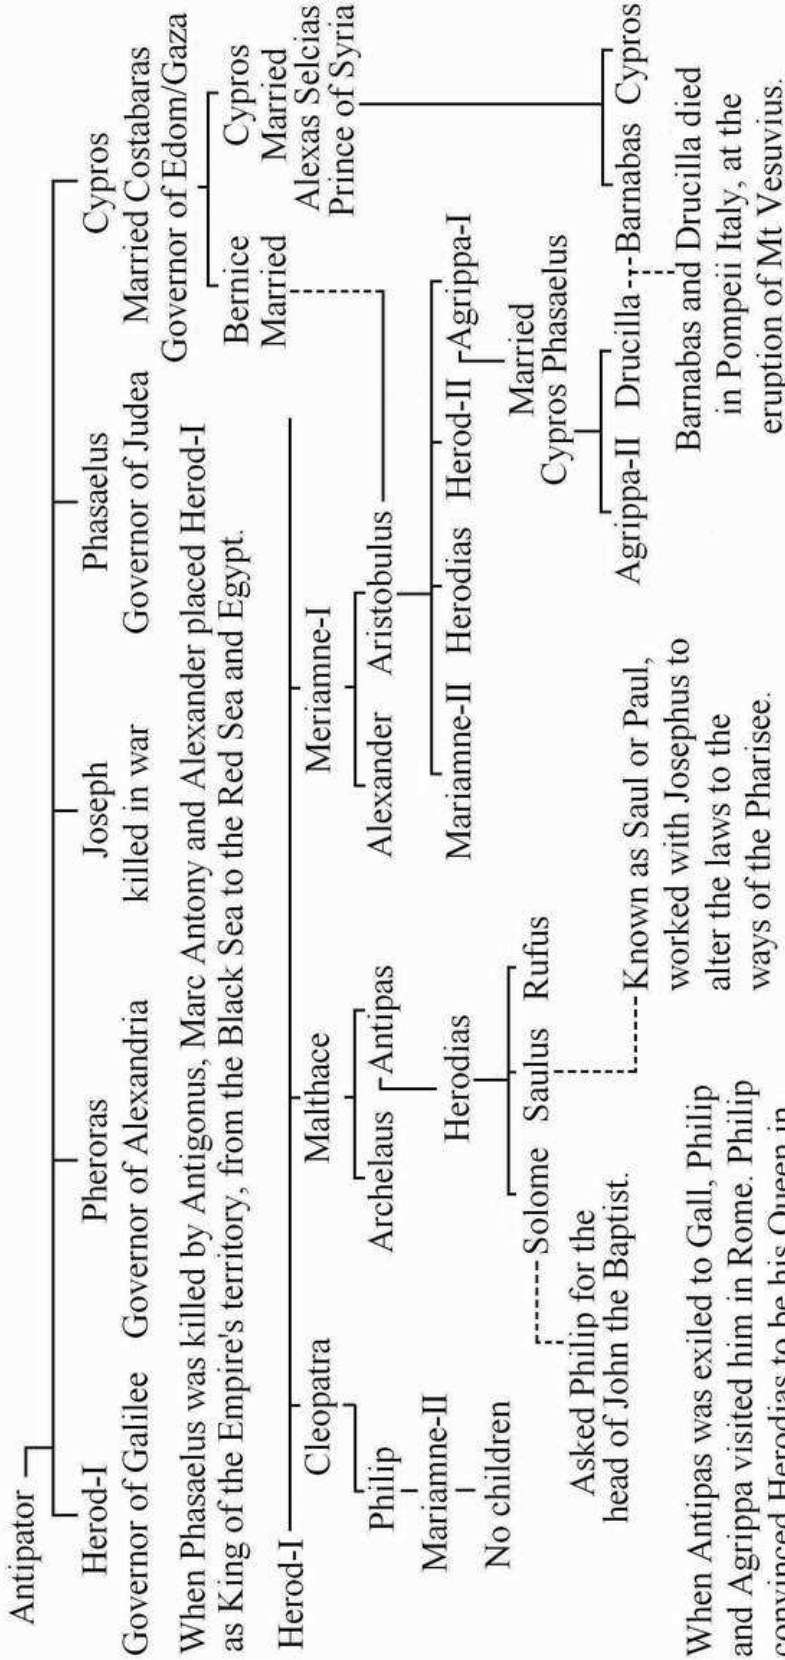 Antipator
Herod-I Pheroras Joseph Phasaelus Cypros
Governor of Galilee Governor of Alexandria killed in war Governor of Judea Married Costabaras
Governor of Edom/Gaza
When Phasaelus was killed by Antigonus, Marc Antony and Alexander placed Herod-I
as King of the Empire's territory, from the Black Sea to the Red Sea and Egypt.
Bernice Cypros
Married Married
Alexas Selcias
Prince of Syria
Herod-I
Cleopatra Malthace Meriamne-I
Philip Archelaus Antipas Alexander Aristobulus
Mariamne-II Herodias Mariamne-II Herodias Herod-II Agrippa-I
No children
Married
Cypros Phasaelus
Solome Saulus Rufus
Asked Philip for the
head of John the Baptist.
Agrippa-II Drucilla Barnabas Cypros
Known as Saul or Paul,
worked with Josephus to
alter the laws to the
ways of the Pharisee.
Barnabas and Drucilla died
in Pompeii Italy, at the
eruption of Mt Vesuvius.
When Antipas was exiled to Gall, Philip
and Agrippa visited him in Rome. Philip
convinced Herodias to be his Queen in